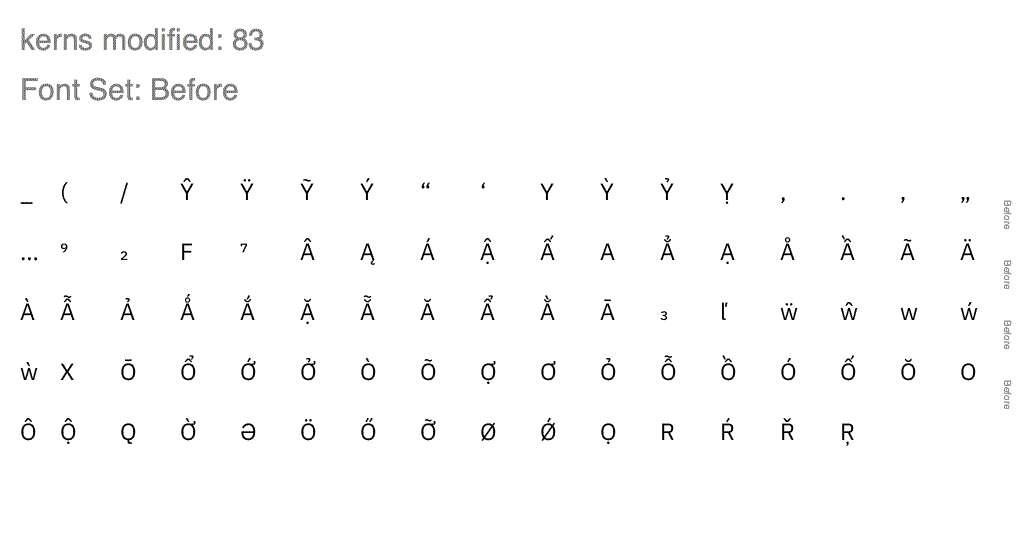 kerns modified: 83
Font Set: Before
_ ( / Ŷ Ÿ Ỹ Ý “ ‘ Y Ỳ Ỷ Ỵ , . ‚ „
… ⁹ ₂ F ⁷ Â Ą Á Ậ Ấ A Ẳ Ạ Å Ầ Ã Ä
À Ẫ Ả Ǻ Ắ Ặ Ẵ Ă Ẩ Ằ Ā ₃ ľ ẅ ŵ w ẃ
ẁ X Ō Ổ Ớ Ở Ò Õ Ợ Ơ Ỏ Ỗ Ồ Ó Ố Ŏ O
Ô Ộ Q Ờ Ə Ö Ő Ỡ Ø Ǿ Ọ R Ŕ Ř Ŗ
Before
Before
Before
Before